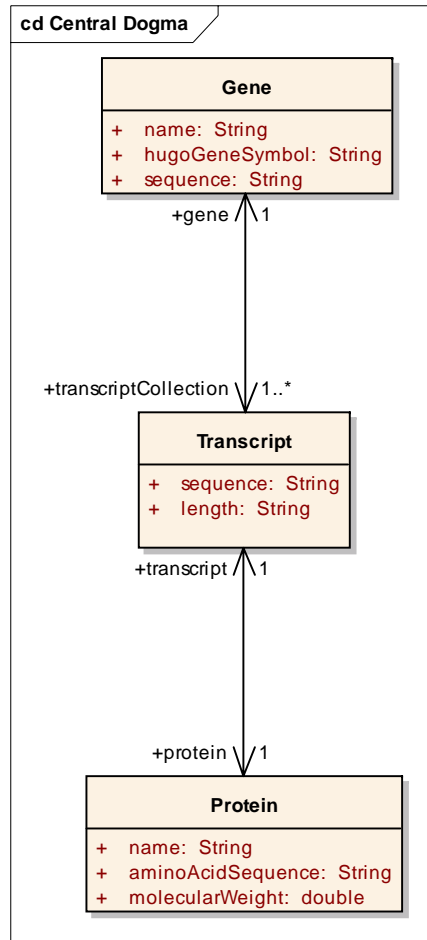 cd Central Dogma
Gene
+ name: String
+ hugoGeneSymbol: String
+ sequence: String
+gene 1
+transcriptCollection 1..*
Transcript
+ sequence: String
+ length: String
+transcript 1
+protein 1
Protein
+ name: String
+ aminoAcidSequence: String
+ molecularWeight: double